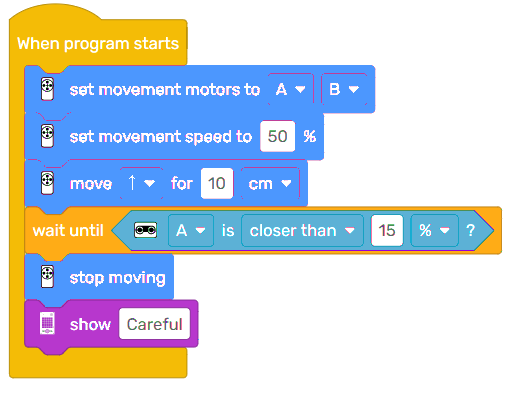 When program starts
set movement motors to A B
set movement speed to 50 %
move ↑ for 10 cm
wait until A is closer than 15 % ?
stop moving
show Careful